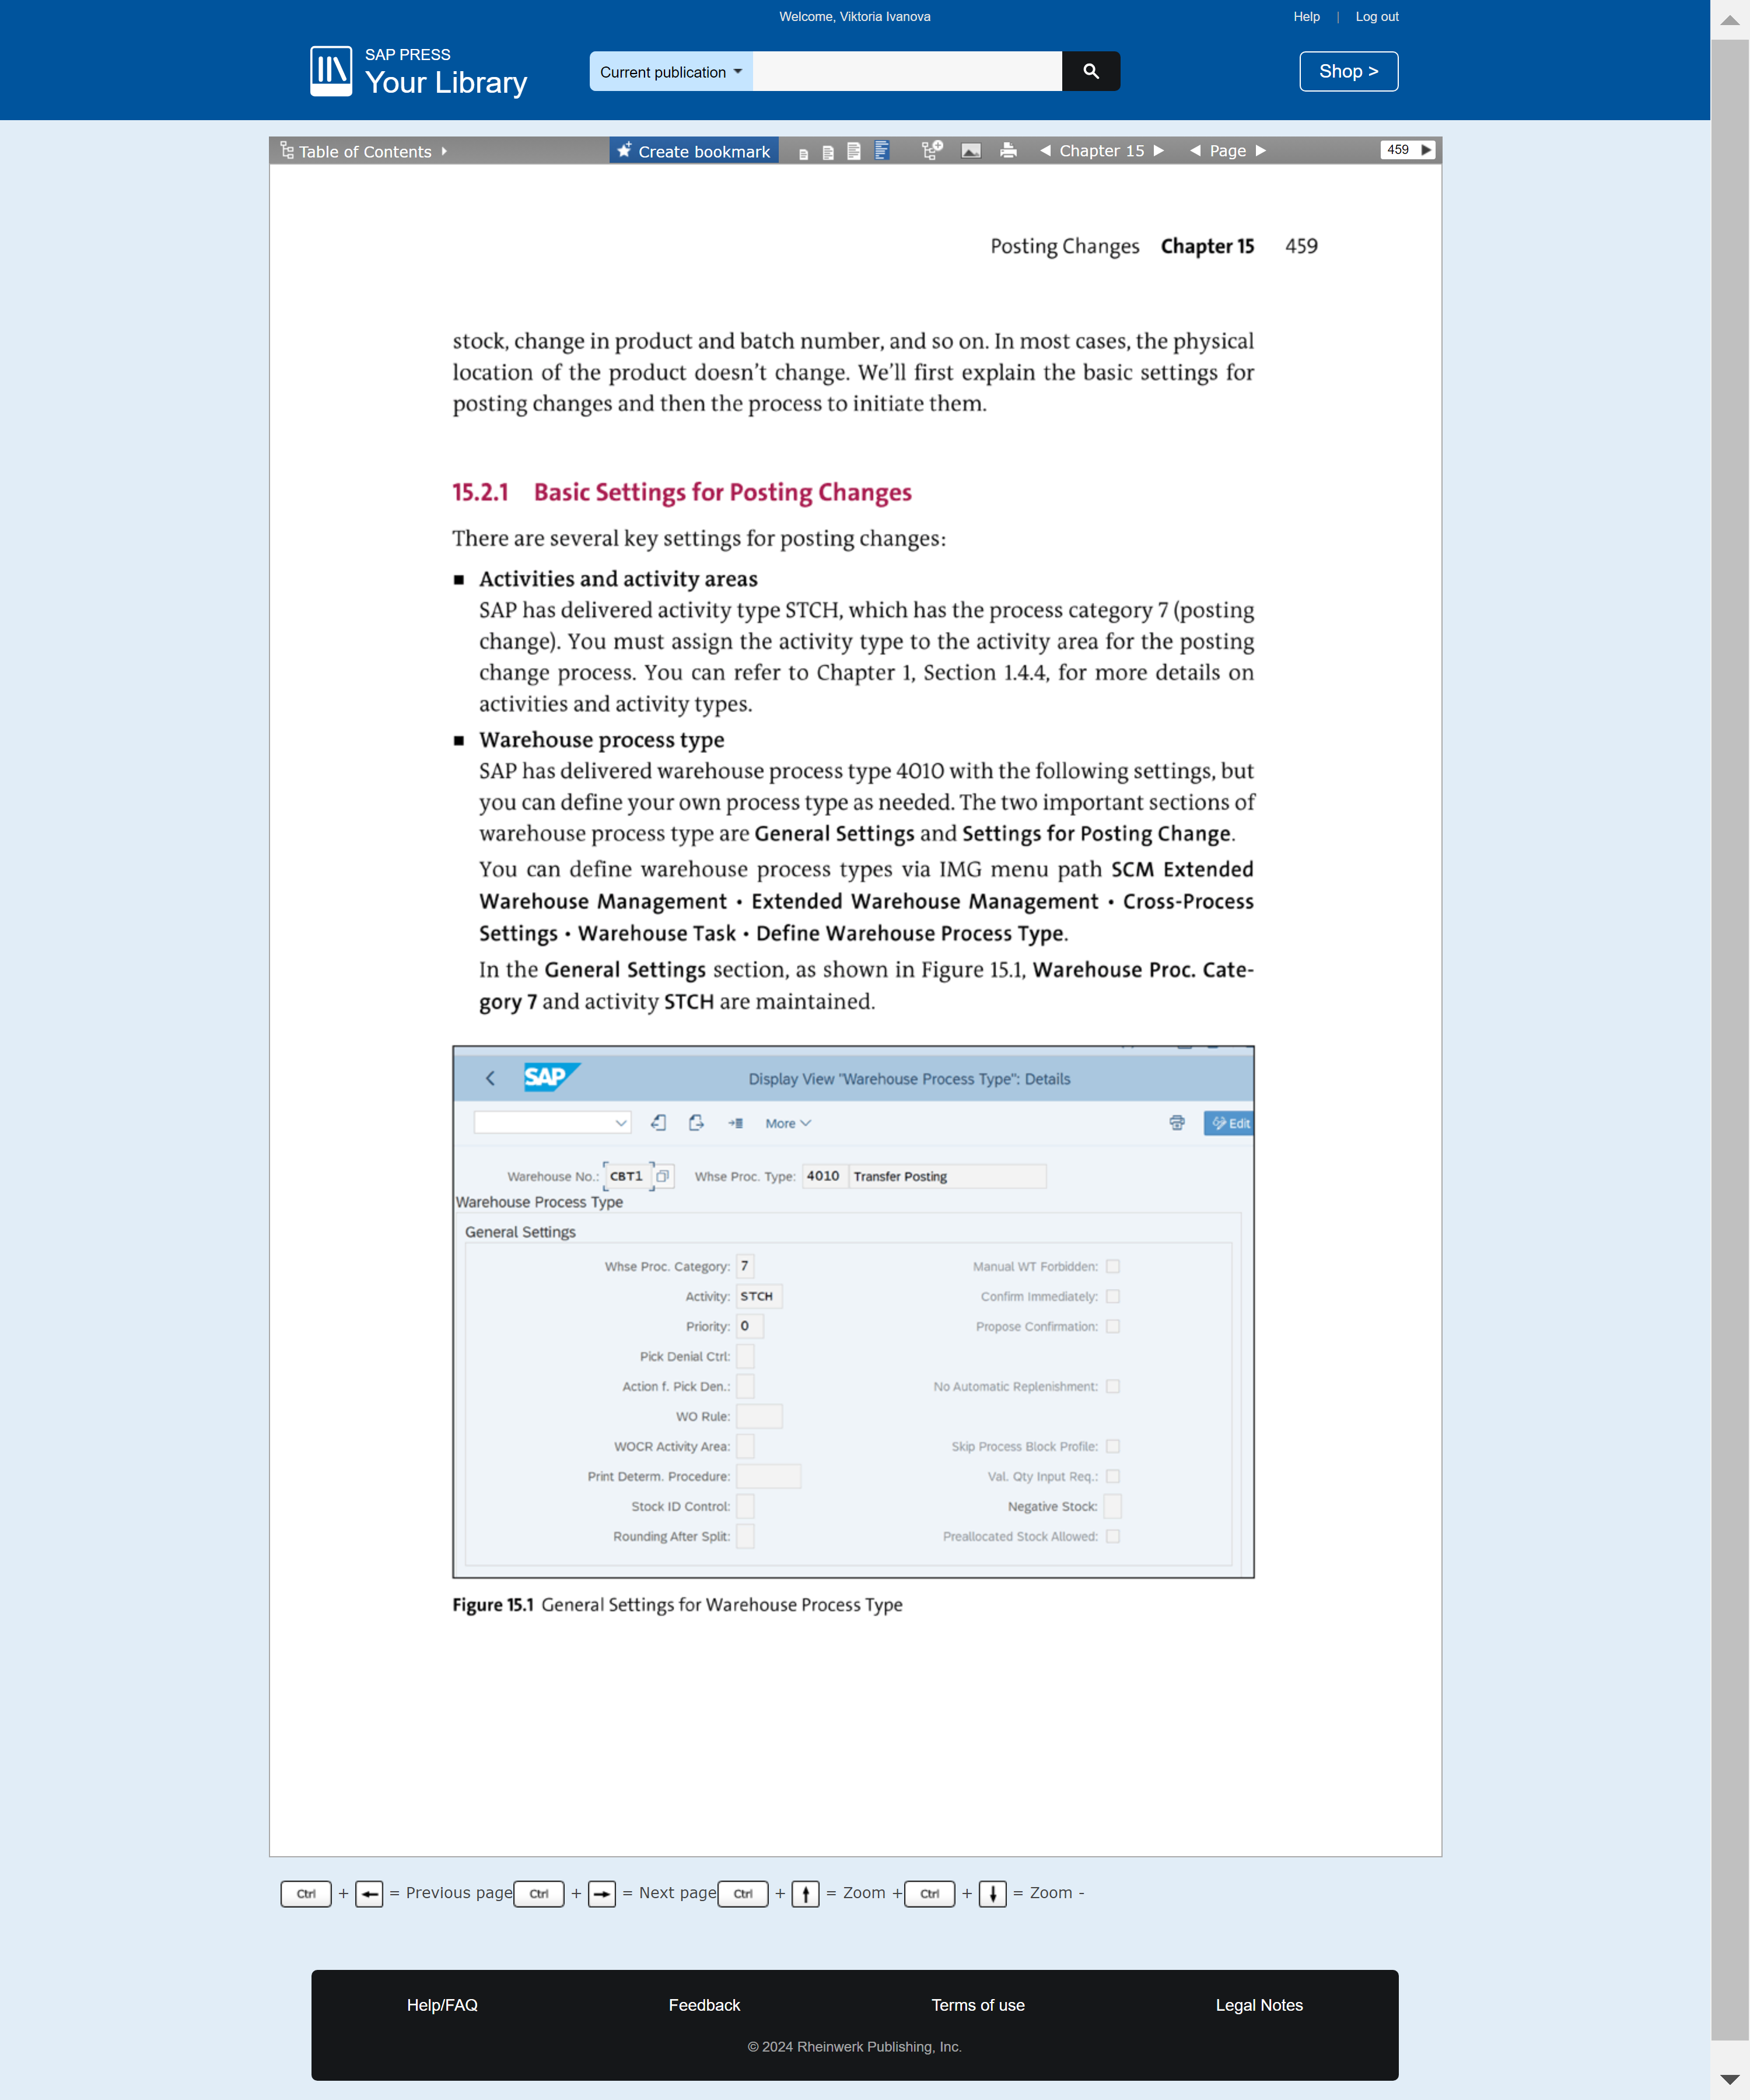 Welcome, Viktoria Ivanova
Help | Log out
SAP PRESS
Your Library
Current publication
Shop >
Table of Contents
Create bookmark
Chapter 15
Page
459
Posting Changes Chapter 15 459
stock, change in product and batch number, and so on. In most cases, the physical
location of the product doesn’t change. We’ll first explain the basic settings for
posting changes and then the process to initiate them.
15.2.1 Basic Settings for Posting Changes
There are several key settings for posting changes:
■ Activities and activity areas
SAP has delivered activity type STCH, which has the process category 7 (posting
change). You must assign the activity type to the activity area for the posting
change process. You can refer to Chapter 1, Section 1.4.4, for more details on
activities and activity types.
■ Warehouse process type
SAP has delivered warehouse process type 4010 with the following settings, but
you can define your own process type as needed. The two important sections of
warehouse process type are General Settings and Settings for Posting Change.
You can define warehouse process types via IMG menu path SCM Extended
Warehouse Management • Extended Warehouse Management • Cross-Process
Settings • Warehouse Task • Define Warehouse Process Type.
In the General Settings section, as shown in Figure 15.1, Warehouse Proc. Cate-
gory 7 and activity STCH are maintained.
SAP
Display View "Warehouse Process Type": Details
More
Edit
Warehouse No.: CBT1 Whse Proc. Type: 4010 Transfer Posting
Warehouse Process Type
General Settings
Whse Proc. Category: 7 Manual WT Forbidden:
Activity: STCH Confirm Immediately:
Priority: 0 Propose Confirmation:
Pick Denial Ctrl:
Action f. Pick Den.: No Automatic Replenishment:
WO Rule:
WOCR Activity Area: Skip Process Block Profile:
Print Determ. Procedure: Val. Qty Input Req.:
Stock ID Control: Negative Stock:
Rounding After Split: Preallocated Stock Allowed:
Figure 15.1 General Settings for Warehouse Process Type
Ctrl + ← = Previous page Ctrl + → = Next page Ctrl + ↑ = Zoom + Ctrl + ↓ = Zoom -
Help/FAQ Feedback Terms of use Legal Notes
© 2024 Rheinwerk Publishing, Inc.